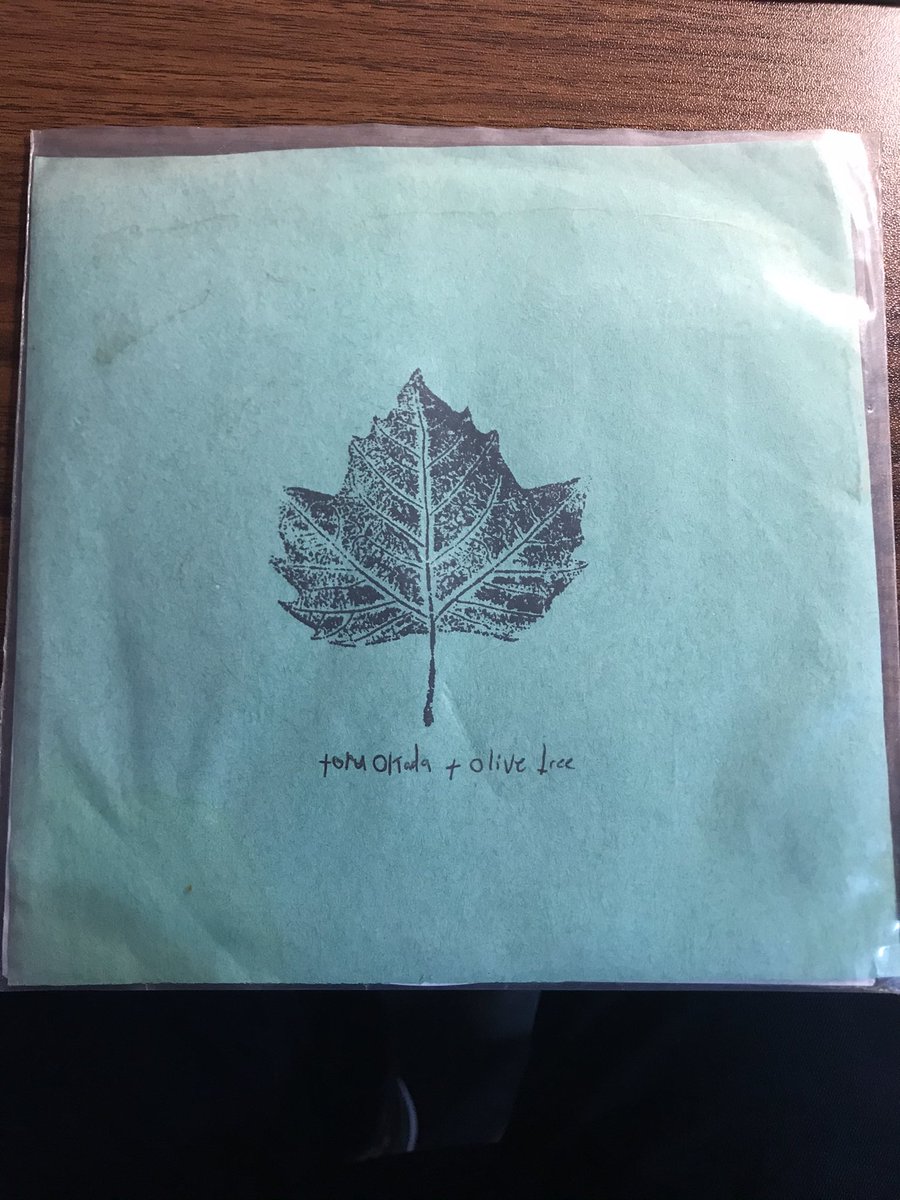 toru Okada + olive tree